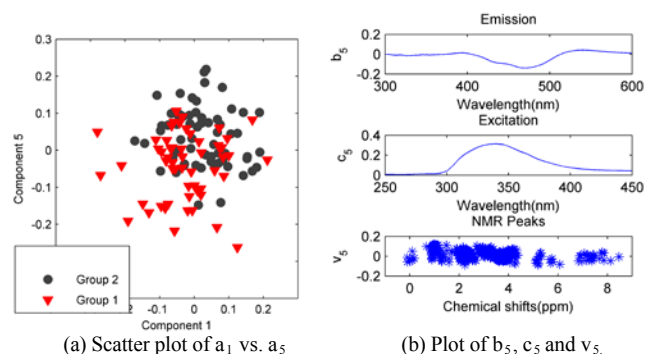 0.3
0.2
0.1
0
-0.1
-0.2
Component 5
Group 2
Group 1
-0.1
0
0.1
0.2
0.3
Component 1
(a) Scatter plot of a1 vs. a5
Emission
b5
0.2
0
-0.2
300
400
500
600
Wavelength(nm)
Excitation
c5
0.4
0.2
0
250
300
350
400
450
Wavelength(nm)
NMR Peaks
v5
0.2
0
-0.2
0
2
4
6
8
Chemical shifts(ppm)
(b) Plot of b5, c5 and v5.